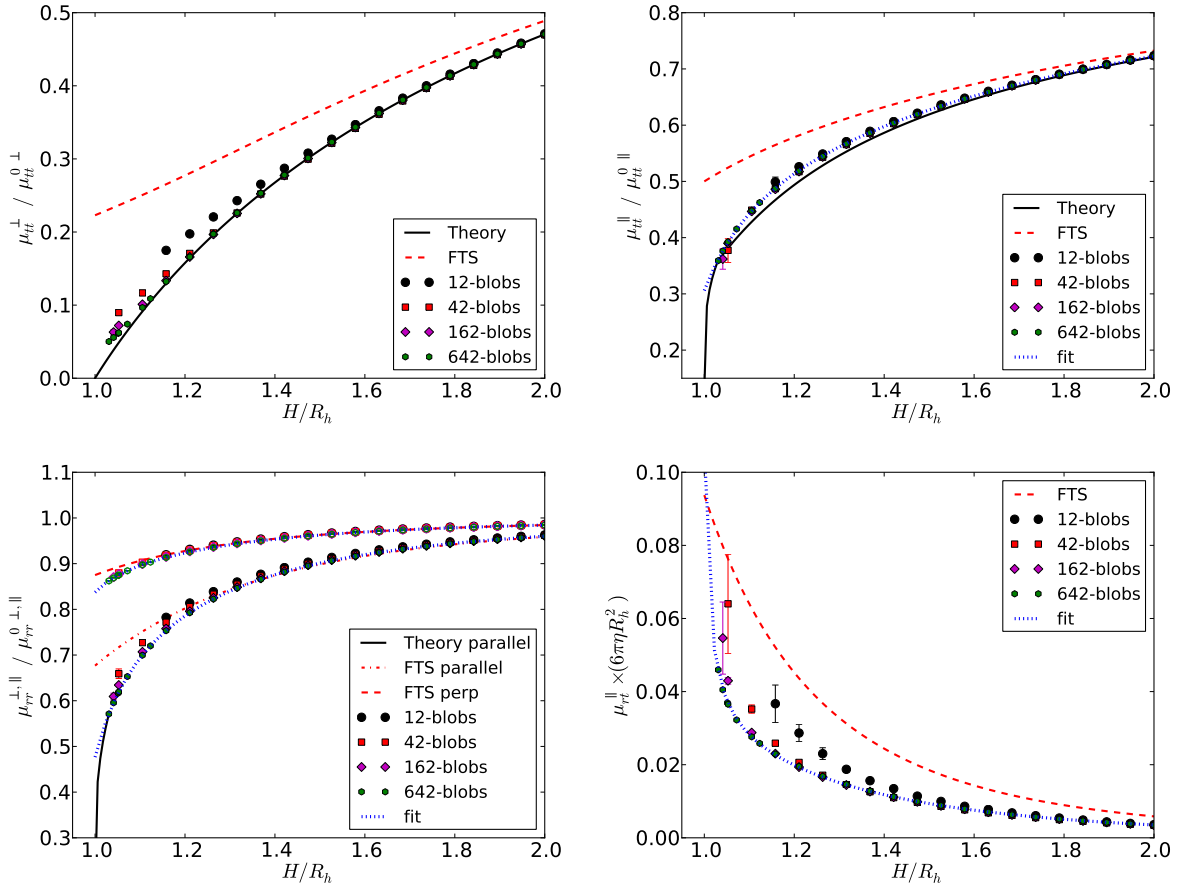 0.5
0.4
0.3
0.2
0.1
0.0
μ_tt^⊥ / μ_tt^0 ⊥
1.0 1.2 1.4 1.6 1.8 2.0
H/R_h
Theory
FTS
12-blobs
42-blobs
162-blobs
642-blobs
0.8
0.7
0.6
0.5
0.4
0.3
0.2
μ_tt^∥ / μ_tt^0 ∥
1.0 1.2 1.4 1.6 1.8 2.0
H/R_h
Theory
FTS
12-blobs
42-blobs
162-blobs
642-blobs
fit
1.1
1.0
0.9
0.8
0.7
0.6
0.5
0.4
0.3
μ_rr^⊥,∥ / μ_rr^0 ⊥,∥
1.0 1.2 1.4 1.6 1.8 2.0
H/R_h
Theory parallel
FTS parallel
FTS perp
12-blobs
42-blobs
162-blobs
642-blobs
fit
0.10
0.08
0.06
0.04
0.02
0.00
μ_rt^∥ ×(6πηR_h^2 )
1.0 1.2 1.4 1.6 1.8 2.0
H/R_h
FTS
12-blobs
42-blobs
162-blobs
642-blobs
fit